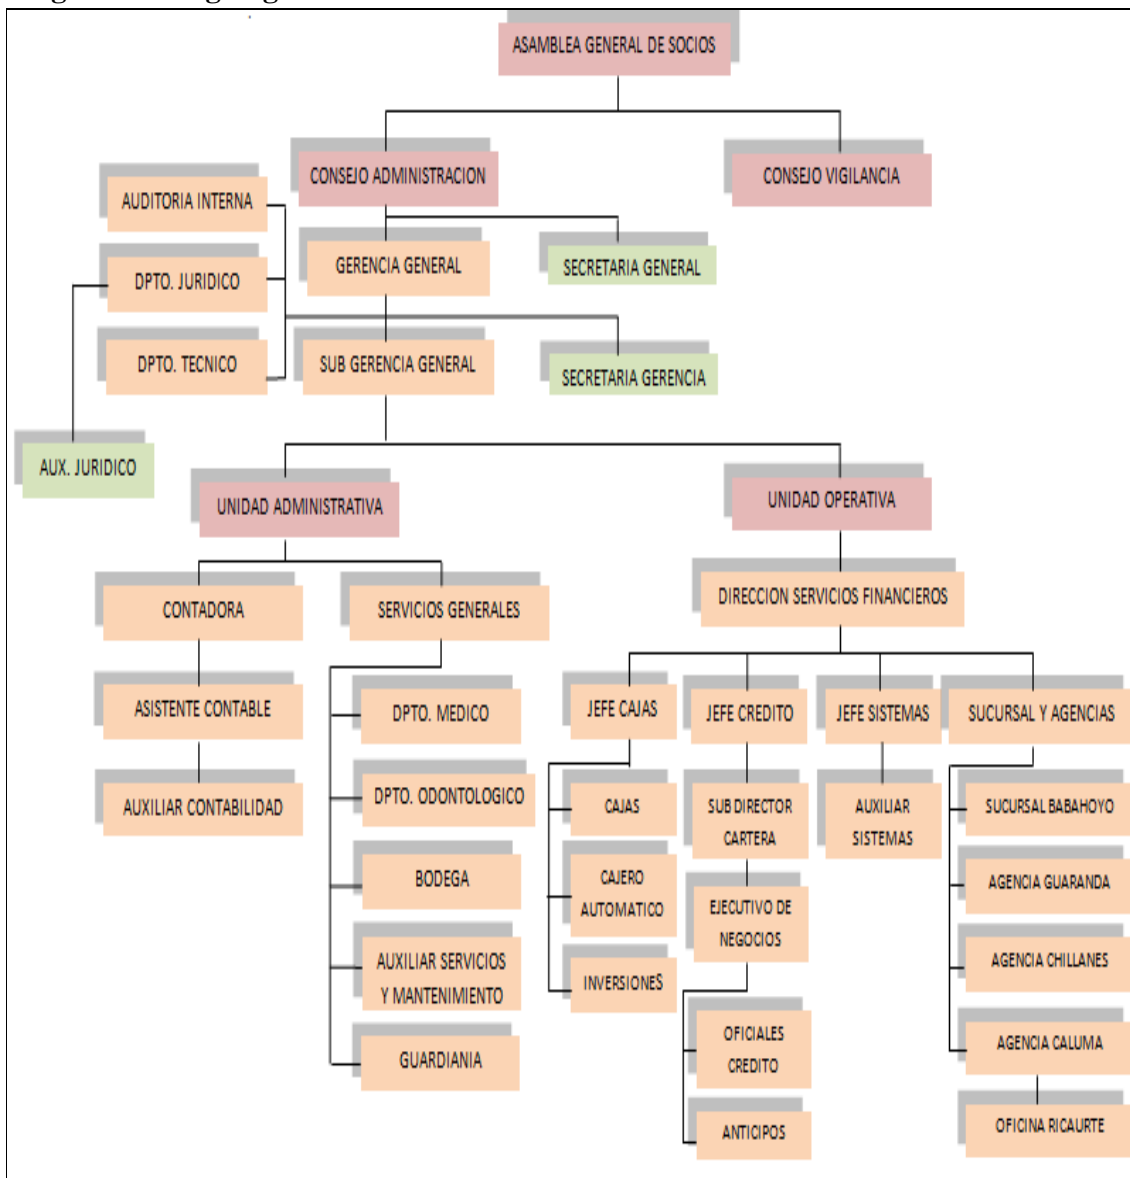 ASAMBLEA GENERAL DE SOCIOS
CONSEJO ADMINISTRACION
CONSEJO VIGILANCIA
AUDITORIA INTERNA
GERENCIA GENERAL
SECRETARIA GENERAL
DPTO. JURIDICO
DPTO. TECNICO
SUB GERENCIA GENERAL
SECRETARIA GERENCIA
AUX. JURIDICO
UNIDAD ADMINISTRATIVA
UNIDAD OPERATIVA
CONTADORA
SERVICIOS GENERALES
DIRECCION SERVICIOS FINANCIEROS
ASISTENTE CONTABLE
DPTO. MEDICO
JEFE CAJAS
JEFE CREDITO
JEFE SISTEMAS
SUCURSAL Y AGENCIAS
AUXILIAR CONTABILIDAD
DPTO. ODONTOLOGICO
CAJAS
SUB DIRECTOR
CARTERA
AUXILIAR
SISTEMAS
SUCURSAL BABAHOYO
BODEGA
CAJERO
AUTOMATICO
EJECUTIVO DE
NEGOCIOS
AGENCIA GUARANDA
AUXILIAR SERVICIOS
Y MANTENIMIENTO
INVERSIONES
AGENCIA CHILLANES
GUARDIANIA
OFICIALES
CREDITO
AGENCIA CALUMA
ANTICIPOS
OFICINA RICAURTE